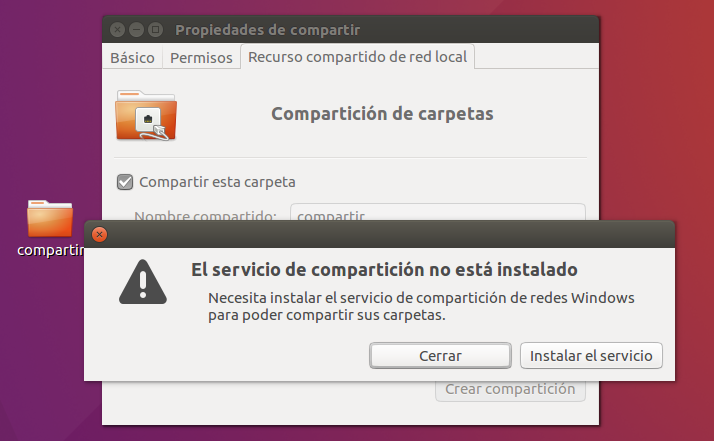 Propiedades de compartir
Básico
Permisos
Recurso compartido de red local
Compartición de carpetas
Compartir esta carpeta
Nombre compartido: compartir
compartir
El servicio de compartición no está instalado
Necesita instalar el servicio de compartición de redes Windows
para poder compartir sus carpetas.
Cerrar
Instalar el servicio
Crear compartición